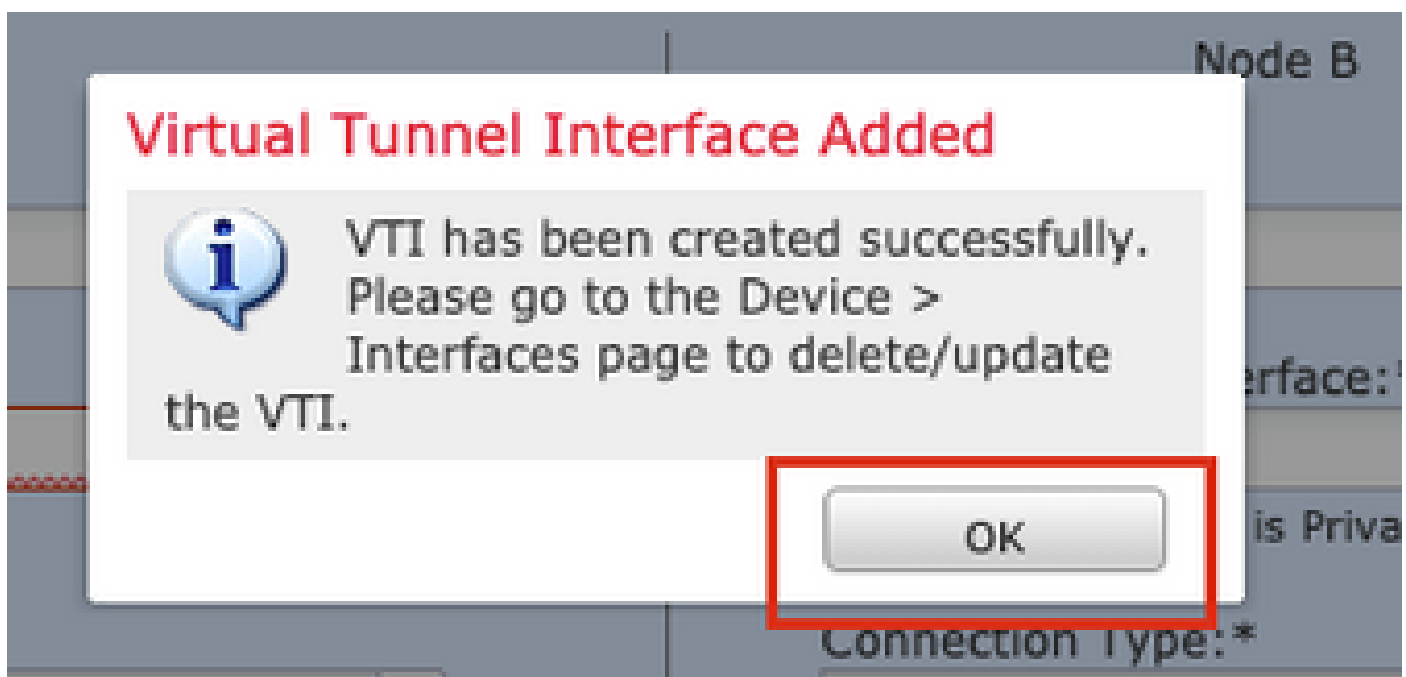 Node B
Virtual Tunnel Interface Added
VTI has been created successfully.
Please go to the Device >
Interfaces page to delete/update
the VTI.
erface:*
OK
is Priva
Connection Type:*